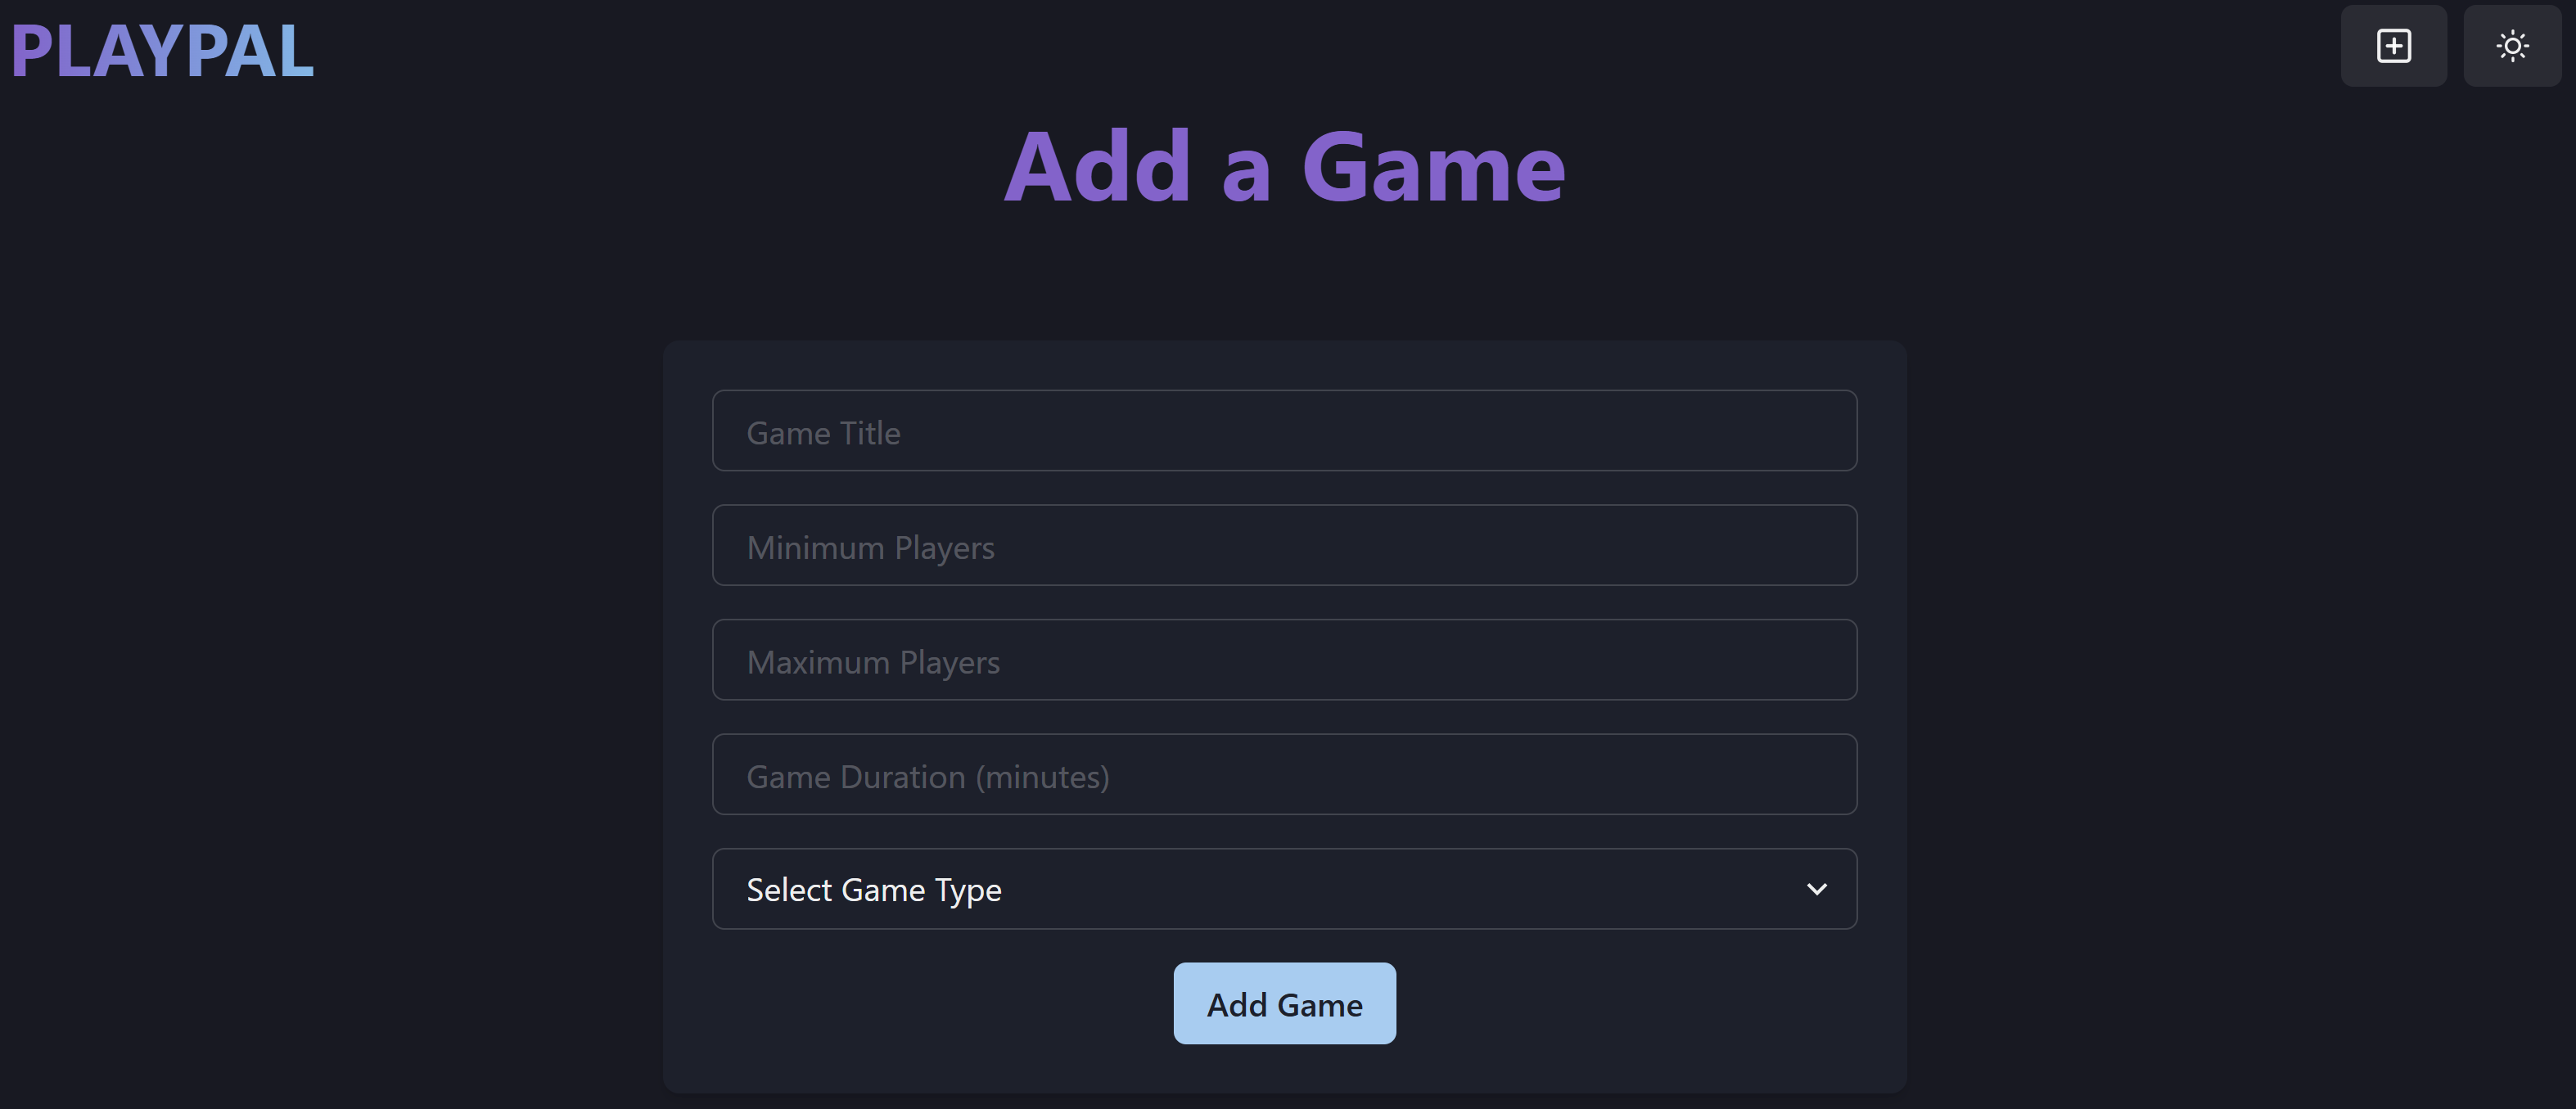 PLAYPAL
Add a Game
Game Title
Minimum Players
Maximum Players
Game Duration (minutes)
Select Game Type
Add Game